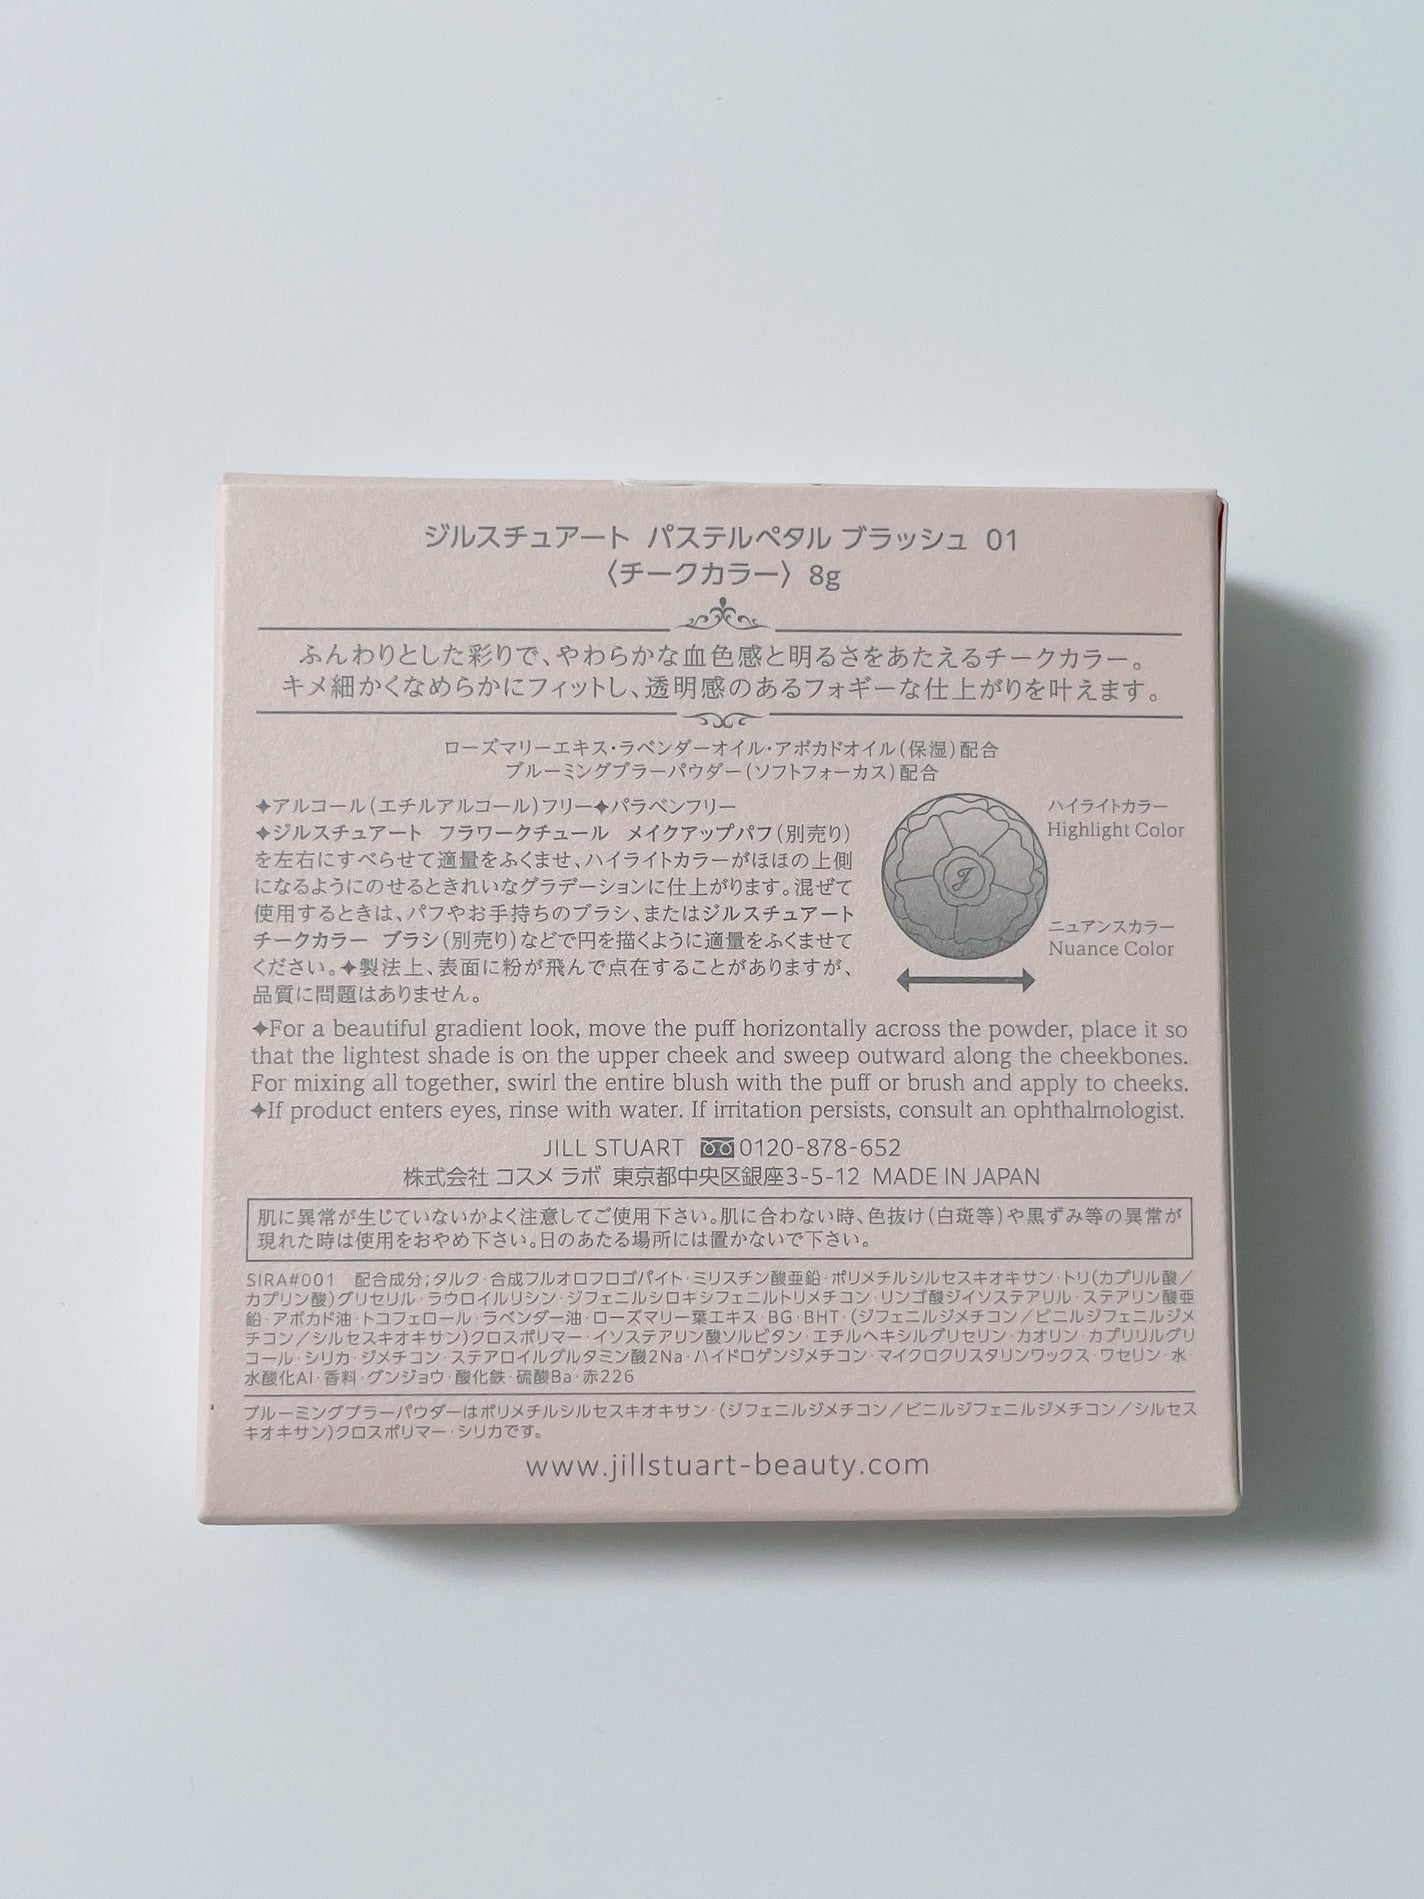 ジルスチュアート パステルペタル ブラッシュ 01
〈チークカラー〉 8g
ふんわりとした彩りで、やわらかな血色感と明るさをあたえるチークカラー。
キメ細かくなめらかにフィットし、透明感のあるフォギーな仕上がりを叶えます。
ローズマリーエキス・ラベンダーオイル・アボカドオイル(保湿)配合
ブルーミングブラーパウダー(ソフトフォーカス)配合
✦アルコール(エチルアルコール)フリー✦パラベンフリー
✦ジルスチュアート フラワークチュール メイクアップパフ(別売り)
を左右にすべらせて適量をふくませ、ハイライトカラーがほほの上側
になるようにのせるときれいなグラデーションに仕上がります。混ぜて
使用するときは、パフやお手持ちのブラシ、またはジルスチュアート
チークカラー ブラシ(別売り)などで円を描くように適量をふくませて
ください。✦製法上、表面に粉が飛んで点在することがありますが、
品質に問題はありません。
ハイライトカラー
Highlight Color
J
ニュアンスカラー
Nuance Color
✦For a beautiful gradient look, move the puff horizontally across the powder, place it so
that the lightest shade is on the upper cheek and sweep outward along the cheekbones.
For mixing all together, swirl the entire blush with the puff or brush and apply to cheeks.
✦If product enters eyes, rinse with water. If irritation persists, consult an ophthalmologist.
JILL STUART 0120-878-652
株式会社 コスメ ラボ 東京都中央区銀座3-5-12 MADE IN JAPAN
肌に異常が生じていないかよく注意してご使用下さい。肌に合わない時、色抜け(白斑等)や黒ずみ等の異常が
現れた時は使用をおやめ下さい。日のあたる場所には置かないで下さい。
SIRA#001 配合成分;タルク・合成フルオロフロゴパイト・ミリスチン酸亜鉛・ポリメチルシルセスキオキサン・トリ(カプリル酸／
カプリン酸)グリセリル・ラウロイルリシン・ジフェニルシロキシフェニルトリメチコン・リンゴ酸ジイソステアリル・ステアリン酸亜
鉛・アボカド油・トコフェロール・ラベンダー油・ローズマリー葉エキス・BG・BHT・(ジフェニルジメチコン／ビニルジフェニルジメ
チコン／シルセスキオキサン)クロスポリマー・イソステアリン酸ソルビタン・エチルヘキシルグリセリン・カオリン・カプリリルグリ
コール・シリカ・ジメチコン・ステアロイルグルタミン酸2Na・ハイドロゲンジメチコン・マイクロクリスタリンワックス・ワセリン・水・
水酸化Al・香料・グンジョウ・酸化鉄・硫酸Ba・赤226
ブルーミングブラーパウダーはポリメチルシルセスキオキサン・(ジフェニルジメチコン／ビニルジフェニルジメチコン／シルセス
キオキサン)クロスポリマー・シリカです。
www.jillstuart-beauty.com